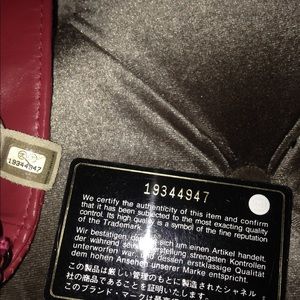 19344947
19344947
We certify the authenticity of this item and confirm
that it has been subjected to the most exacting quality
control. Its high quality is a symbol of the fine reputation
of the Trademark.
Wir bestätigen, daß es sich um einen Artikel handelt,
der während seiner Herstellung strengsten Kontrollen
unterworfen war, und dessen erstklassige Qualität
dem hohen Ansehen unserer Marke entspricht.
この製品は厳しい管理のもとに製造されたシャネル
社の商品であることを証明いたします。
このブランド・マークは